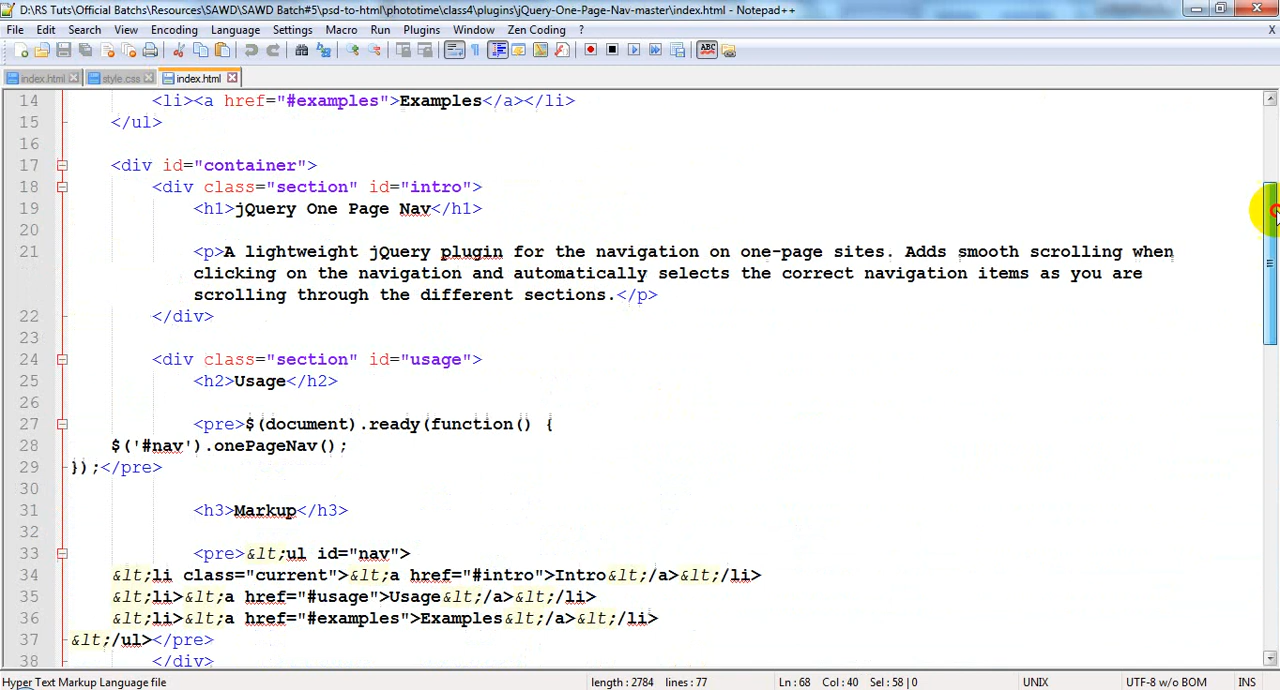 D:\RS Tuts\Official Batchs\Resources\SAWD\SAWD Batch#5\psd-to-html\phototime\class4\plugins\jQuery-One-Page-Nav-master\index.html - Notepad++
File Edit Search View Encoding Language Settings Macro Run Plugins Window Zen Coding ? X
index.html style.css index.html
14 <li><a href="#examples">Examples</a></li>
15 </ul>
16
17 <div id="container">
18 <div class="section" id="intro">
19 <h1>jQuery One Page Nav</h1>
20
21 <p>A lightweight jQuery plugin for the navigation on one-page sites. Adds smooth scrolling when
clicking on the navigation and automatically selects the correct navigation items as you are
scrolling through the different sections.</p>
22 </div>
23
24 <div class="section" id="usage">
25 <h2>Usage</h2>
26
27 <pre>$(document).ready(function() {
28 $('#nav').onePageNav();
29 });</pre>
30
31 <h3>Markup</h3>
32
33 <pre>&lt;ul id="nav">
34 &lt;li class="current">&lt;a href="#intro">Intro&lt;/a>&lt;/li>
35 &lt;li>&lt;a href="#usage">Usage&lt;/a>&lt;/li>
36 &lt;li>&lt;a href="#examples">Examples&lt;/a>&lt;/li>
37 &lt;/ul></pre>
38 </div>
Hyper Text Markup Language file length : 2784 lines : 77 Ln : 68 Col : 40 Sel : 58 | 0 UNIX UTF-8 w/o BOM INS